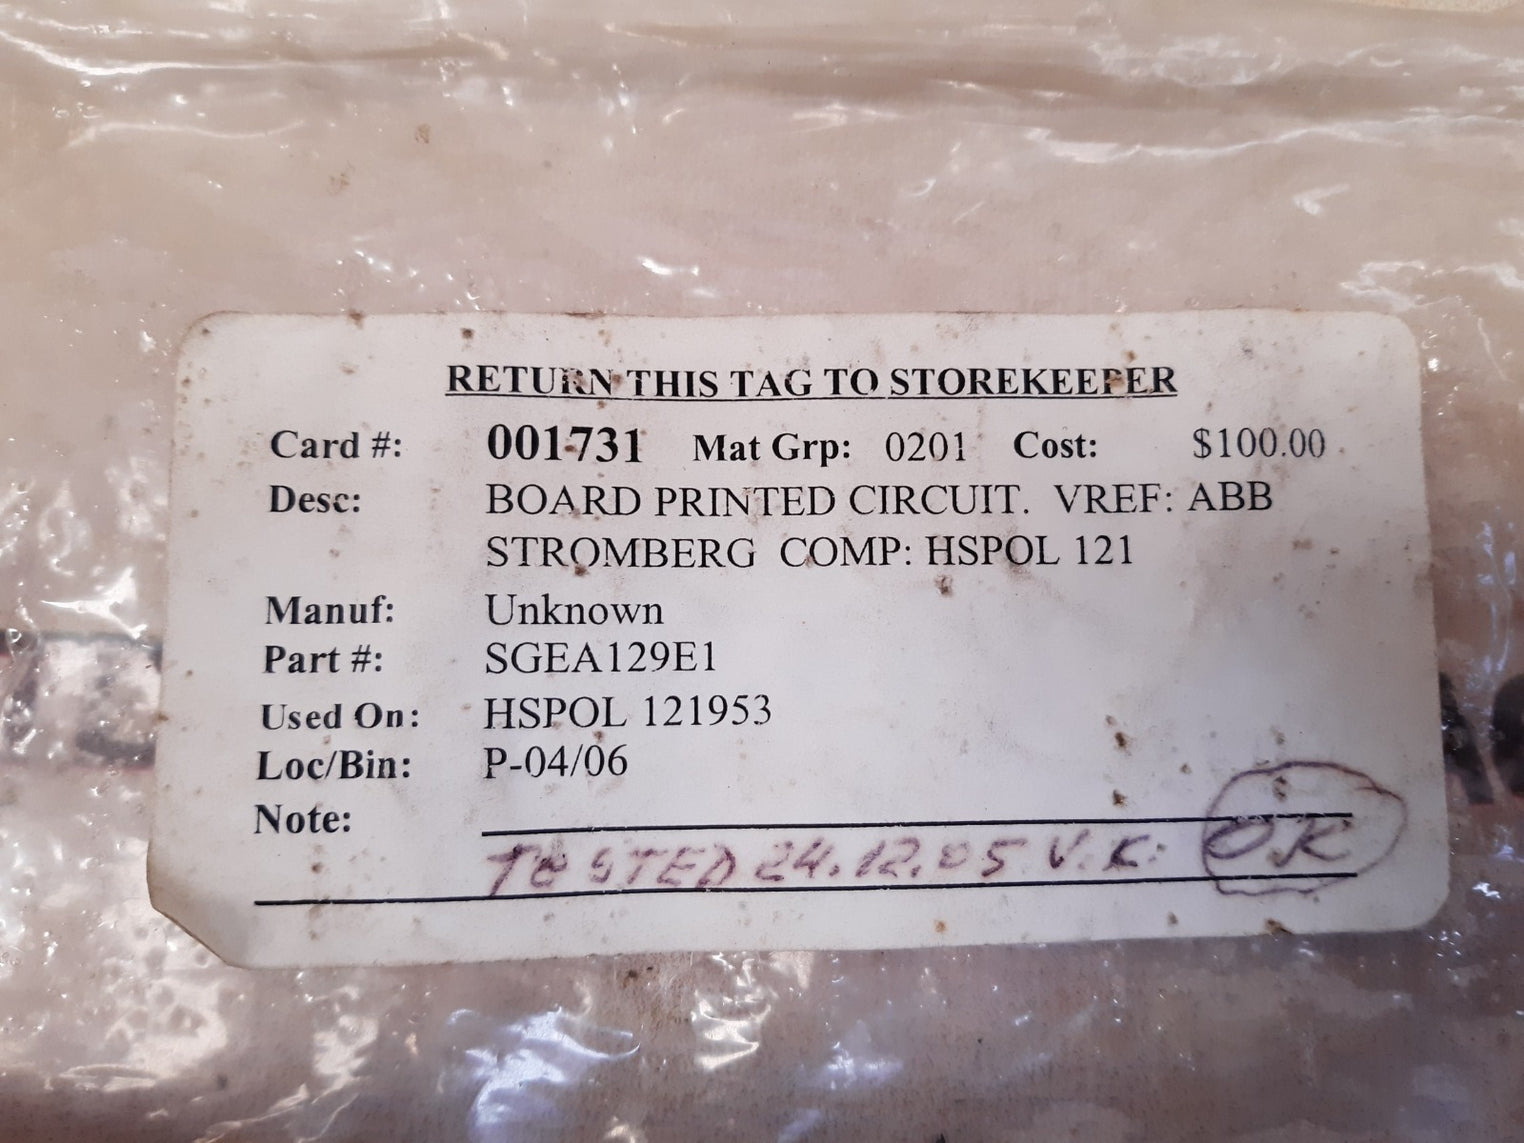 RETURN THIS TAG TO STOREKEEPER
Card #: 001731 Mat Grp: 0201 Cost: $100.00
Desc: BOARD PRINTED CIRCUIT. VREF: ABB
STROMBERG COMP: HSPOL 121
Manuf: Unknown
Part #: SGEA129E1
Used On: HSPOL 121953
Loc/Bin: P-04/06
Note:
TESTED 24.12.05 V.K: OK